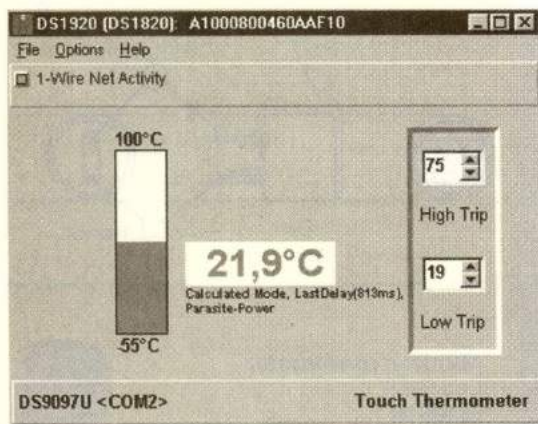 DS1920 (DS1820): A1000800460AAF10
File Options Help
1-Wire Net Activity
100°C
75
High Trip
21,9°C
Calculated Mode, LastDelay(813ms),
Parasite-Power
19
Low Trip
-55°C
DS9097U <COM2>
Touch Thermometer